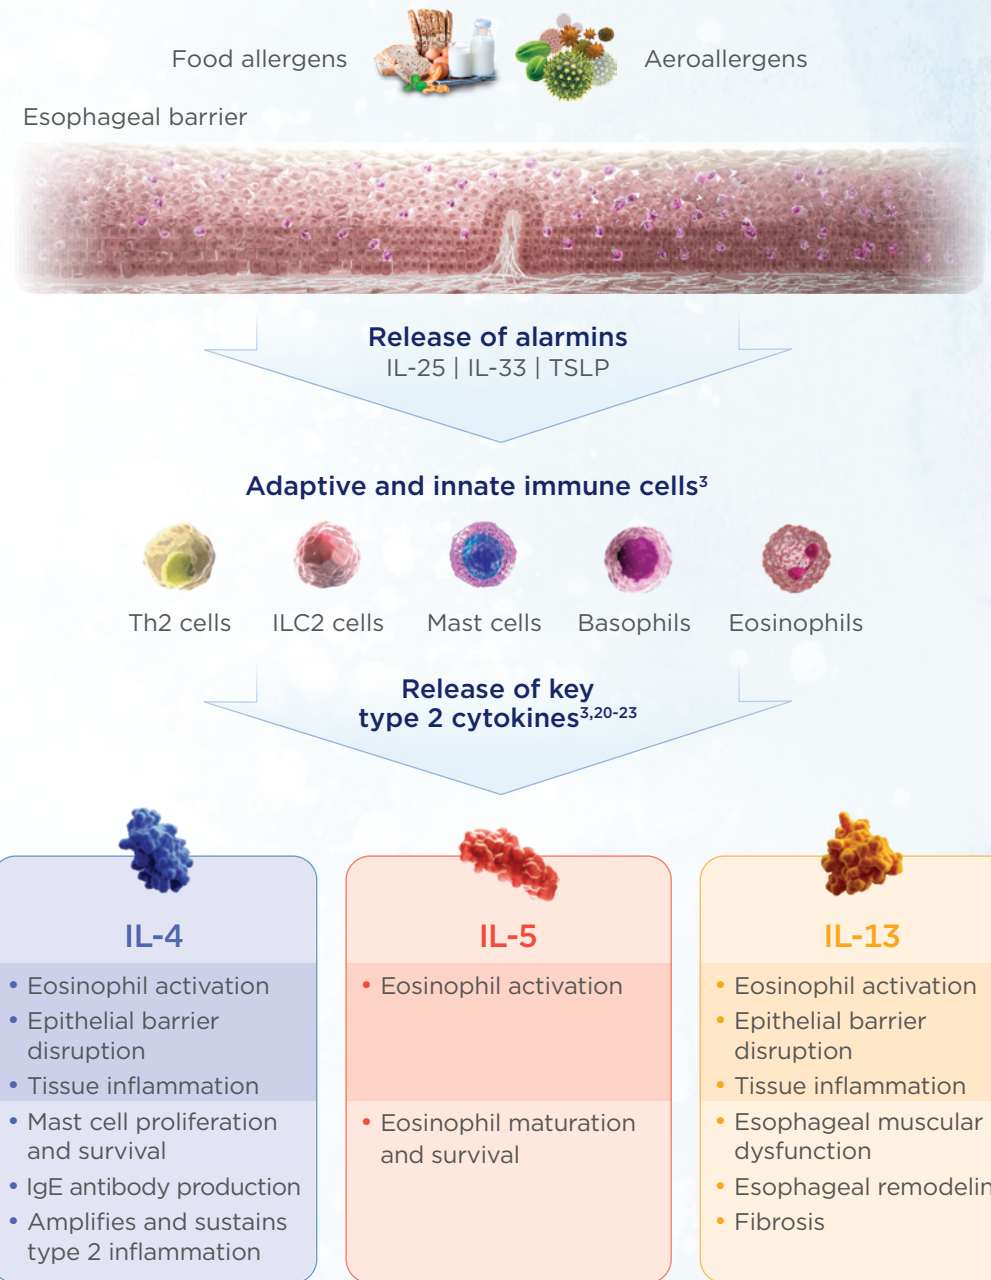 Food allergens
Aeroallergens
Esophageal barrier
Release of alarmins
IL-25 | IL-33 | TSLP
Adaptive and innate immune cells³
Th2 cells
ILC2 cells
Mast cells
Basophils
Eosinophils
Release of key
type 2 cytokines³,²⁰⁻²³
IL-4
• Eosinophil activation
• Epithelial barrier
disruption
• Tissue inflammation
• Mast cell proliferation
and survival
• IgE antibody production
• Amplifies and sustains
type 2 inflammation
IL-5
• Eosinophil activation
• Eosinophil maturation
and survival
IL-13
• Eosinophil activation
• Epithelial barrier
disruption
• Tissue inflammation
• Esophageal muscular
dysfunction
• Esophageal remodelin
• Fibrosis